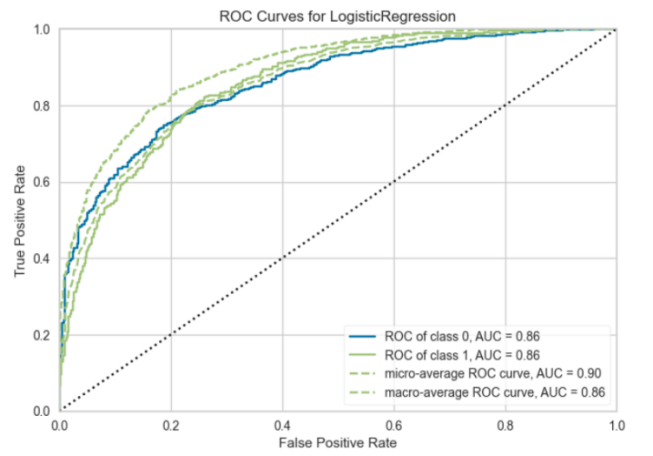 ROC Curves for LogisticRegression
1.0
0.8
0.6
0.4
0.2
0.0
True Positive Rate
ROC of class 0, AUC = 0.86
ROC of class 1, AUC = 0.86
micro-average ROC curve, AUC = 0.90
macro-average ROC curve, AUC = 0.86
0.0 0.2 0.4 0.6 0.8 1.0
False Positive Rate